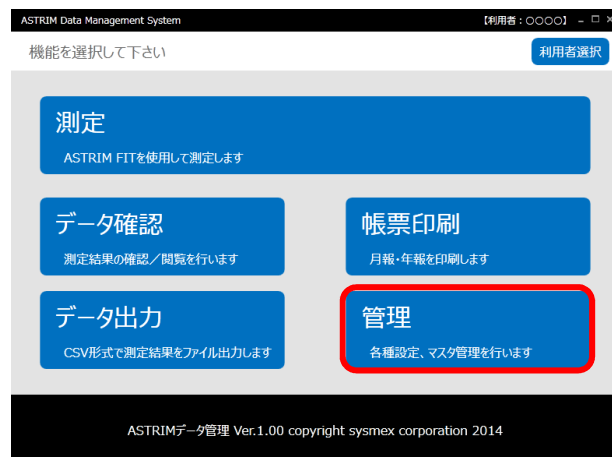 ASTRIM Data Management System 【利用者：○○○○】
機能を選択して下さい 利用者選択
測定
ASTRIM FITを使用して測定します
データ確認
測定結果の確認／閲覧を行います
帳票印刷
月報・年報を印刷します
データ出力
CSV形式で測定結果をファイル出力します
管理
各種設定、マスタ管理を行います
ASTRIMデータ管理 Ver.1.00 copyright sysmex corporation 2014